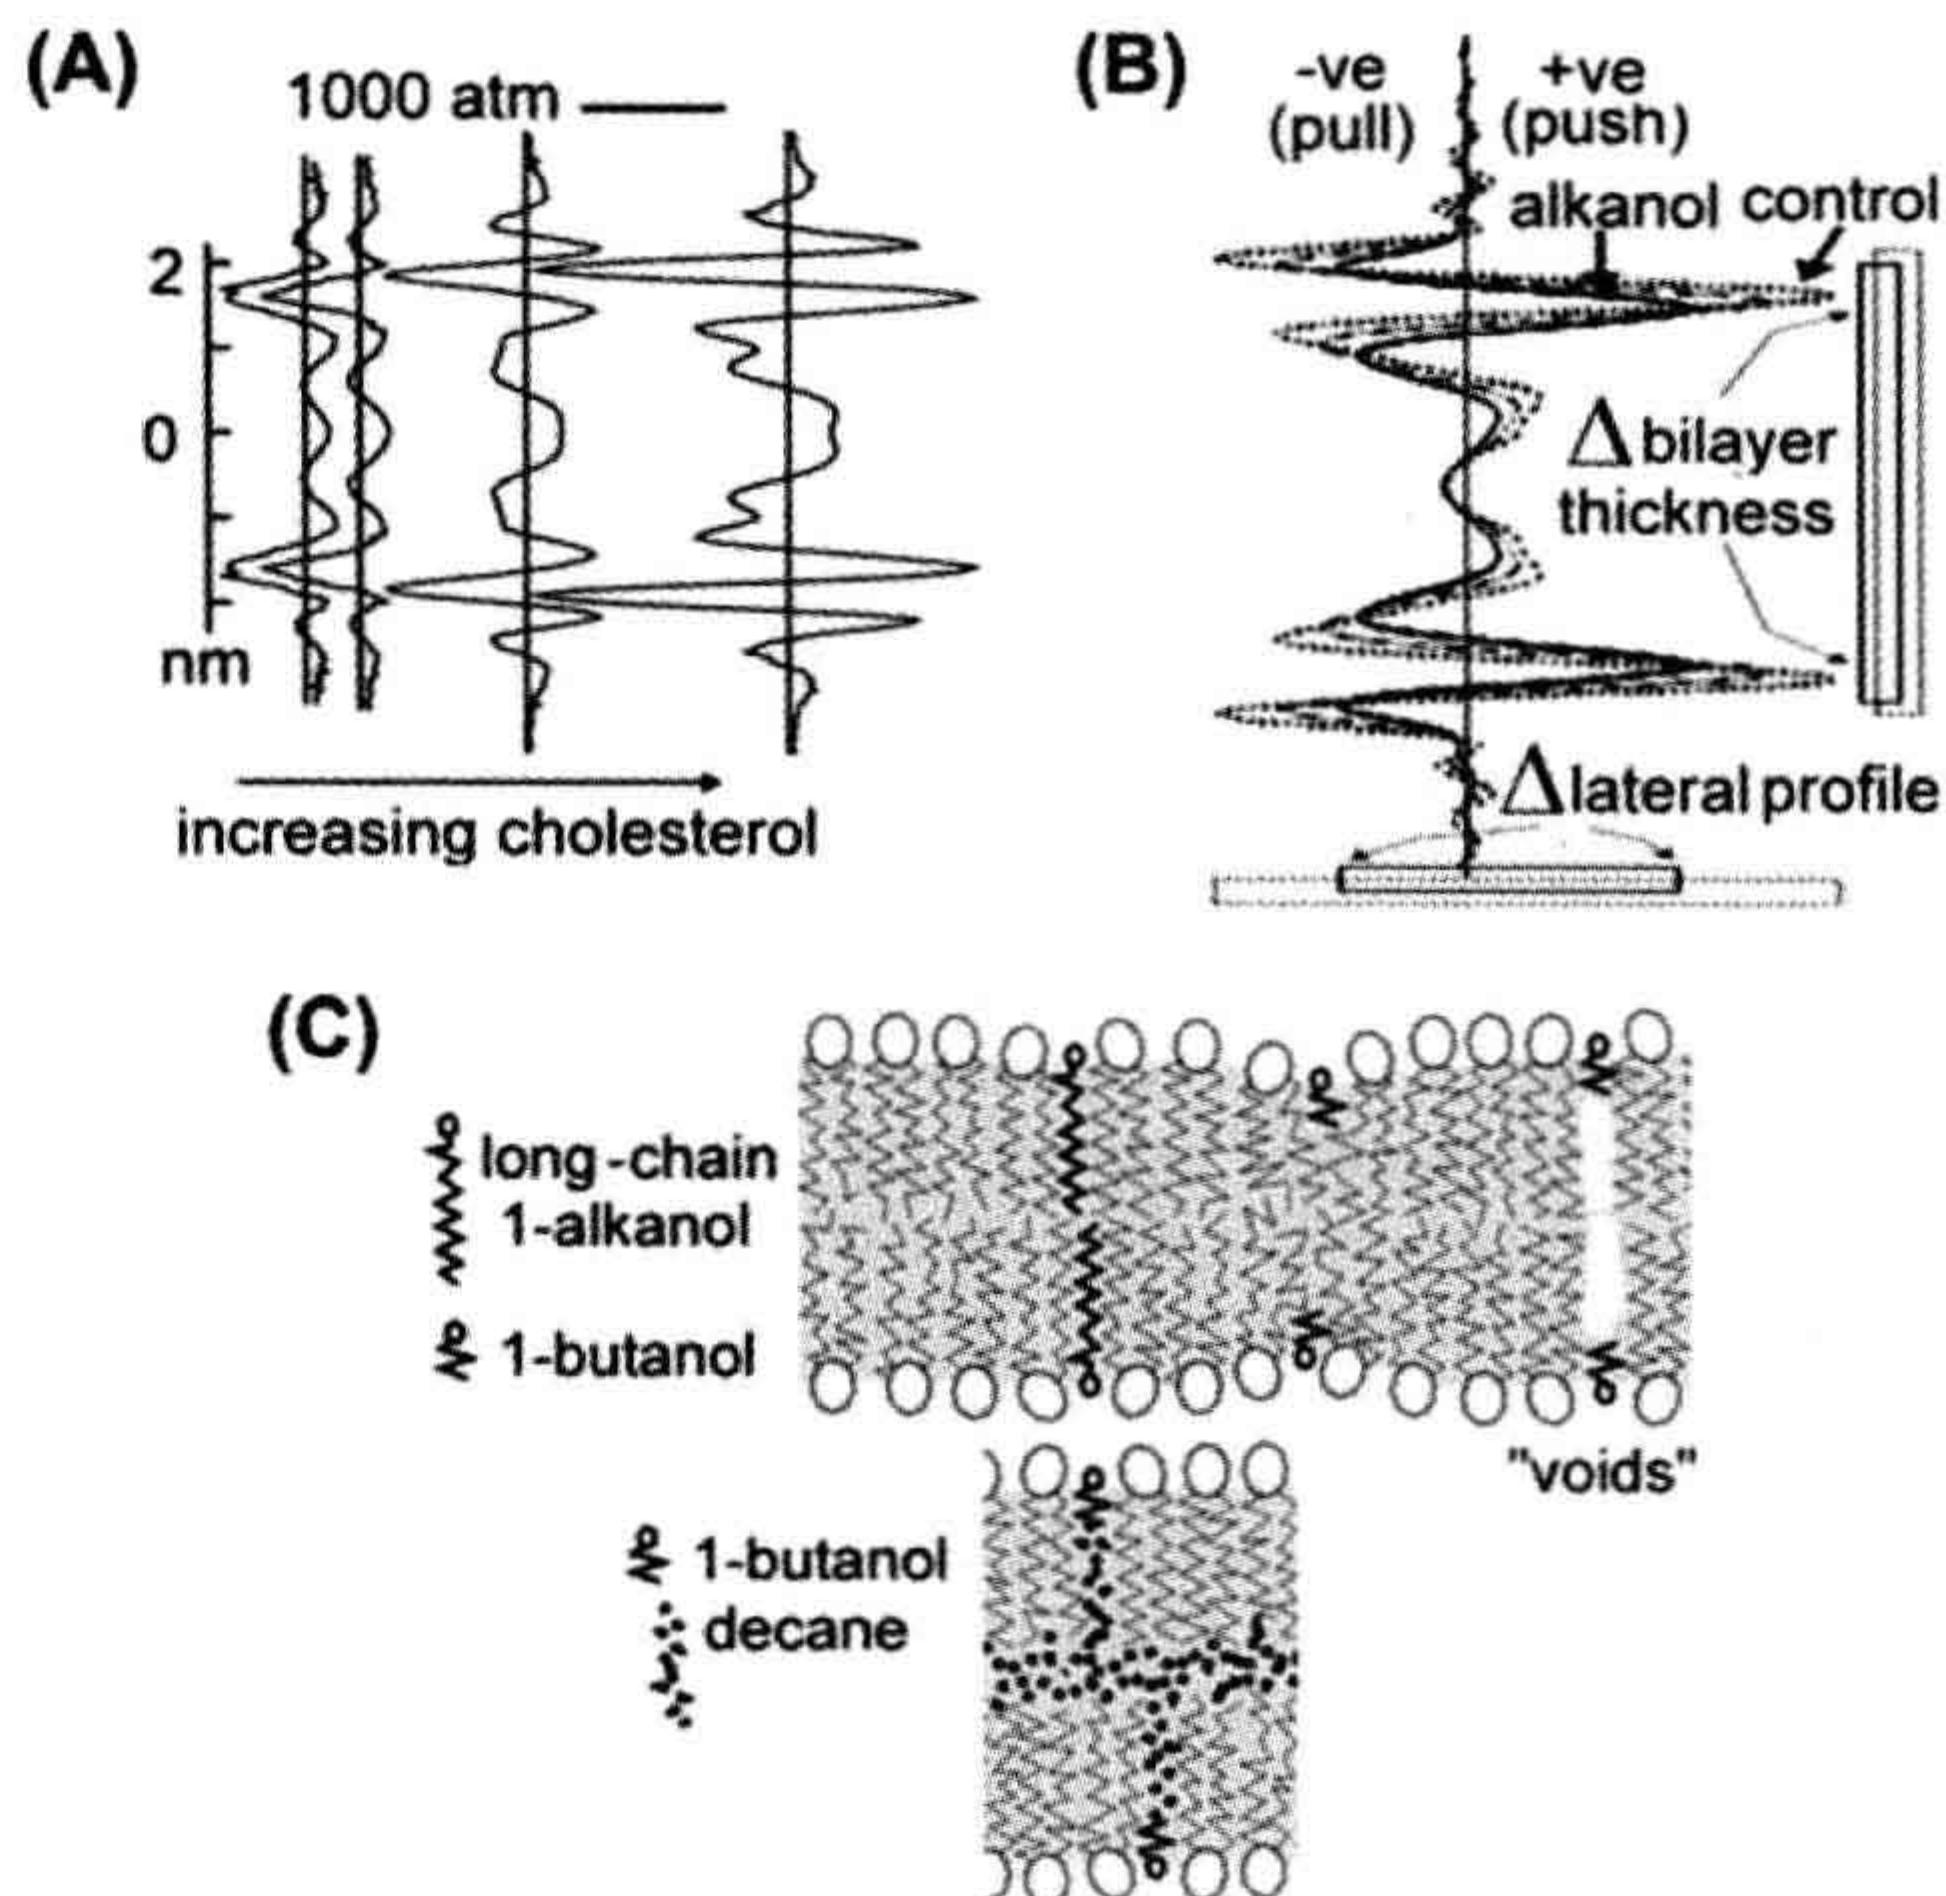 (A)
1000 atm
2
0
nm
increasing cholesterol
(B)
-ve +ve
(pull) (push)
alkanol control
Δ bilayer
thickness
Δ lateral profile
(C)
long-chain
1-alkanol
1-butanol
"voids"
1-butanol
decane